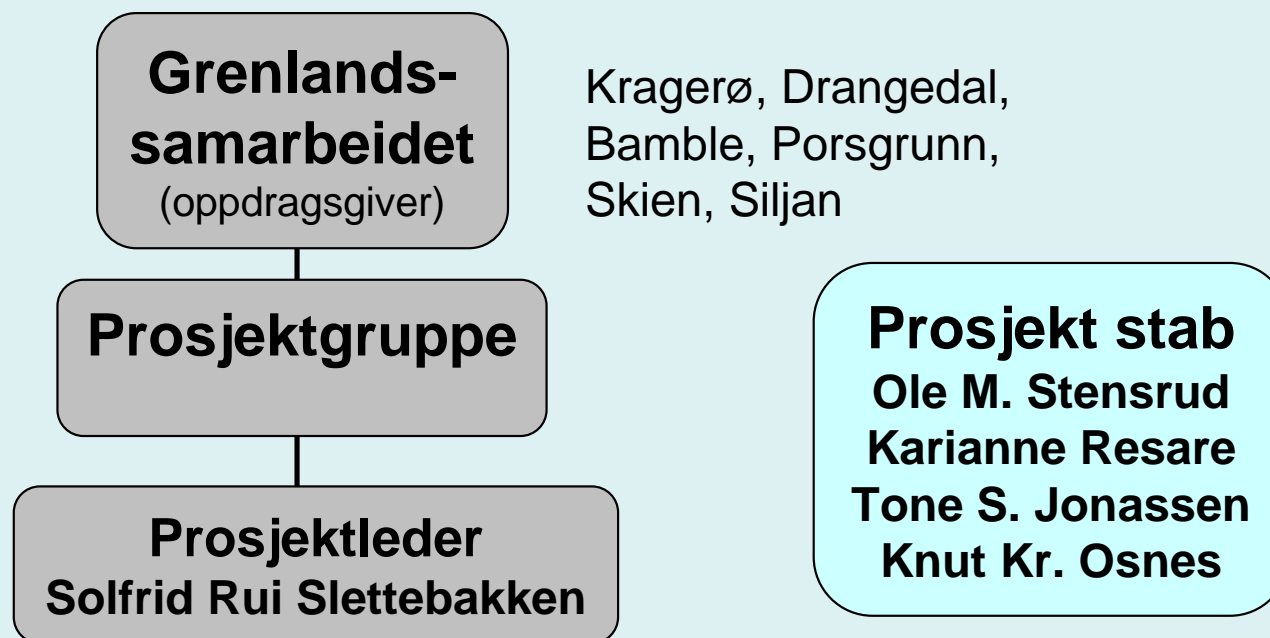 Grenlands-
samarbeidet
(oppdragsgiver)
Kragerø, Drangedal,
Bamble, Porsgrunn,
Skien, Siljan
Prosjektgruppe
Prosjektleder
Solfrid Rui Slettebakken
Prosjekt stab
Ole M. Stensrud
Karianne Resare
Tone S. Jonassen
Knut Kr. Osnes